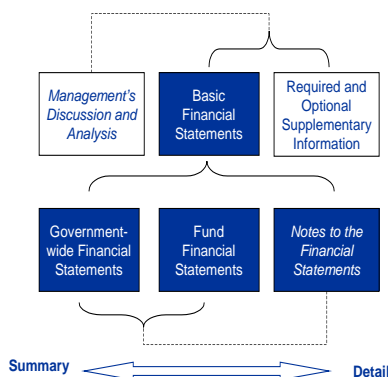 Management's
Discussion and
Analysis
Basic
Financial
Statements
Required and
Optional
Supplementary
Information
Government-
wide Financial
Statements
Fund
Financial
Statements
Notes to the
Financial
Statements
Summary
Detail